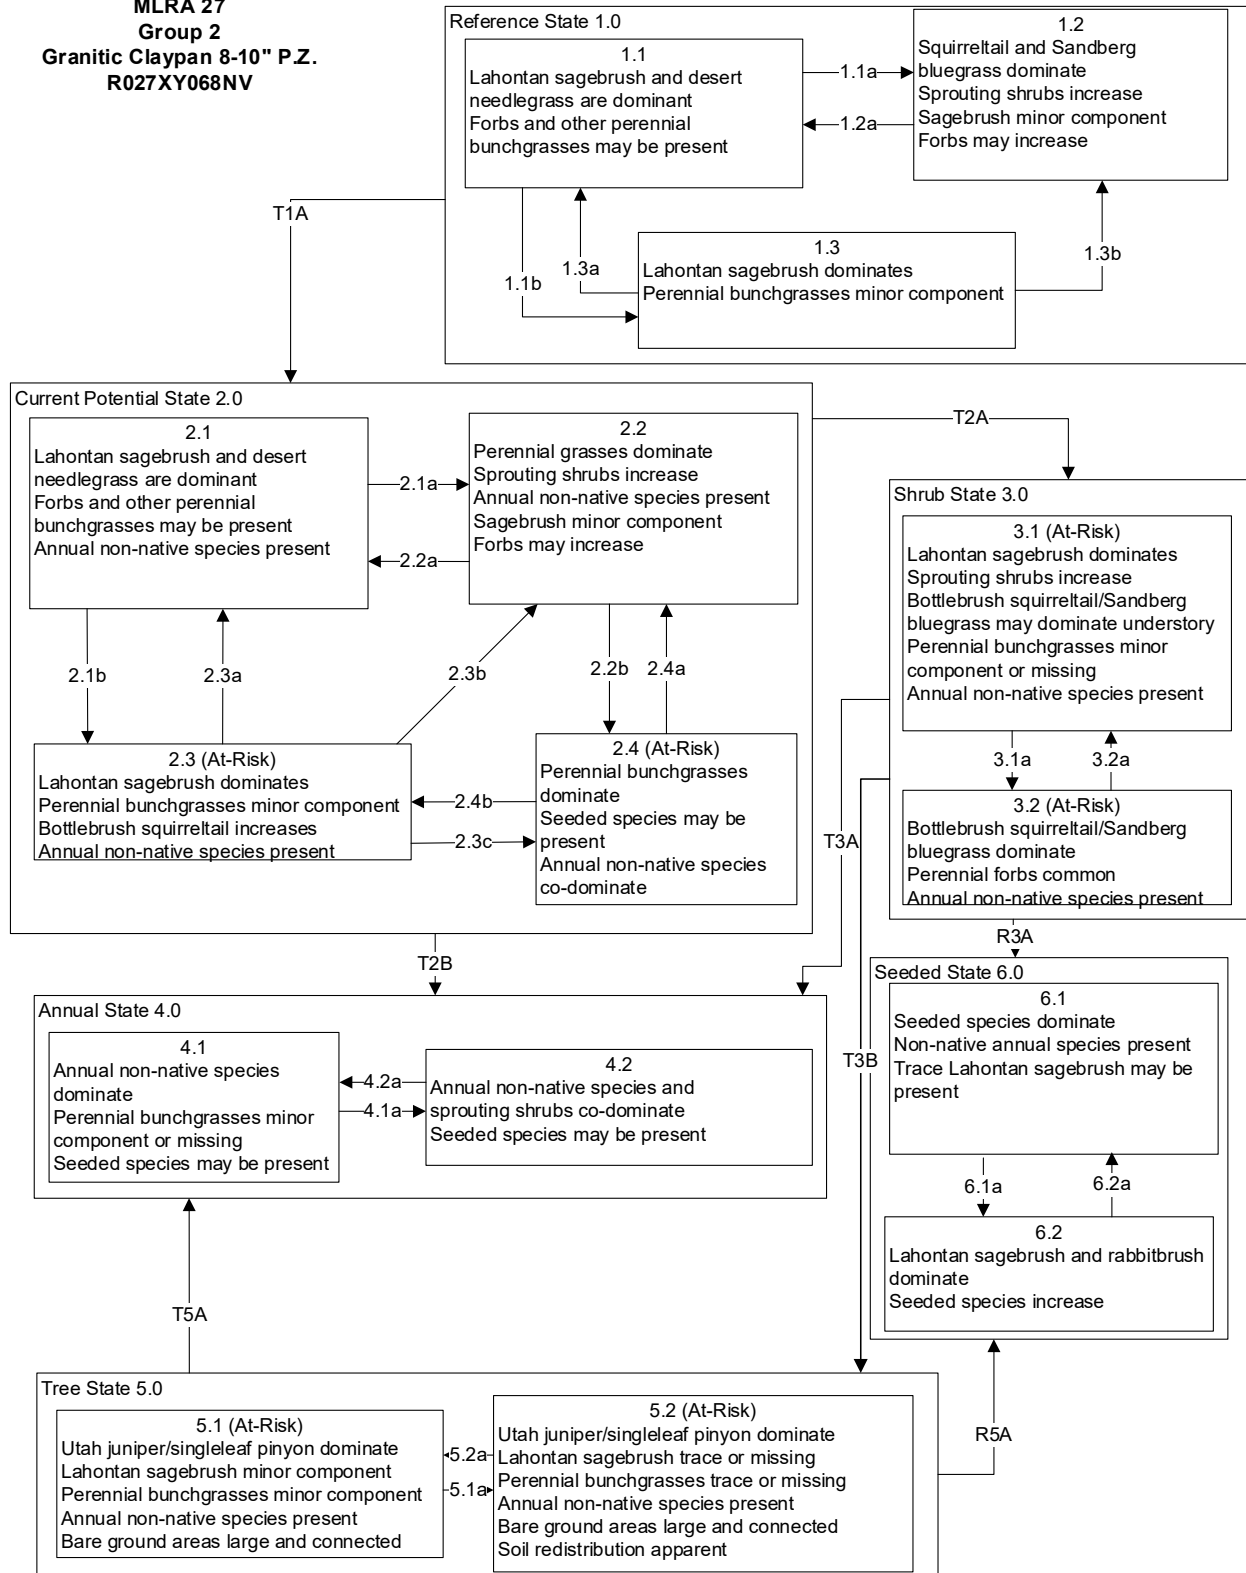 MLRA 27
Group 2
Granitic Claypan 8-10" P.Z.
R027XY068NV
Reference State 1.0
1.1
Lahontan sagebrush and desert
needlegrass are dominant
Forbs and other perennial
bunchgrasses may be present
1.1a
1.2a
1.2
Squirreltail and Sandberg
bluegrass dominate
Sprouting shrubs increase
Sagebrush minor component
Forbs may increase
T1A
1.1b
1.3a
1.3
Lahontan sagebrush dominates
Perennial bunchgrasses minor component
1.3b
Current Potential State 2.0
2.1
Lahontan sagebrush and desert
needlegrass are dominant
Forbs and other perennial
bunchgrasses may be present
Annual non-native species present
2.1a
2.2a
2.2
Perennial grasses dominate
Sprouting shrubs increase
Annual non-native species present
Sagebrush minor component
Forbs may increase
T2A
2.1b
2.3a
2.3b
2.2b
2.4a
2.3 (At-Risk)
Lahontan sagebrush dominates
Perennial bunchgrasses minor component
Bottlebrush squirreltail increases
Annual non-native species present
2.4b
2.3c
2.4 (At-Risk)
Perennial bunchgrasses
dominate
Seeded species may be
present
Annual non-native species
co-dominate
Shrub State 3.0
3.1 (At-Risk)
Lahontan sagebrush dominates
Sprouting shrubs increase
Bottlebrush squirreltail/Sandberg
bluegrass may dominate understory
Perennial bunchgrasses minor
component or missing
Annual non-native species present
3.1a
3.2a
3.2 (At-Risk)
Bottlebrush squirreltail/Sandberg
bluegrass dominate
Perennial forbs common
Annual non-native species present
T3A
T2B
R3A
Annual State 4.0
4.1
Annual non-native species
dominate
Perennial bunchgrasses minor
component or missing
Seeded species may be present
4.2a
4.1a
4.2
Annual non-native species and
sprouting shrubs co-dominate
Seeded species may be present
T3B
Seeded State 6.0
6.1
Seeded species dominate
Non-native annual species present
Trace Lahontan sagebrush may be
present
6.1a
6.2a
6.2
Lahontan sagebrush and rabbitbrush
dominate
Seeded species increase
T5A
Tree State 5.0
5.1 (At-Risk)
Utah juniper/singleleaf pinyon dominate
Lahontan sagebrush minor component
Perennial bunchgrasses minor component
Annual non-native species present
Bare ground areas large and connected
5.2a
5.1a
5.2 (At-Risk)
Utah juniper/singleleaf pinyon dominate
Lahontan sagebrush trace or missing
Perennial bunchgrasses trace or missing
Annual non-native species present
Bare ground areas large and connected
Soil redistribution apparent
R5A